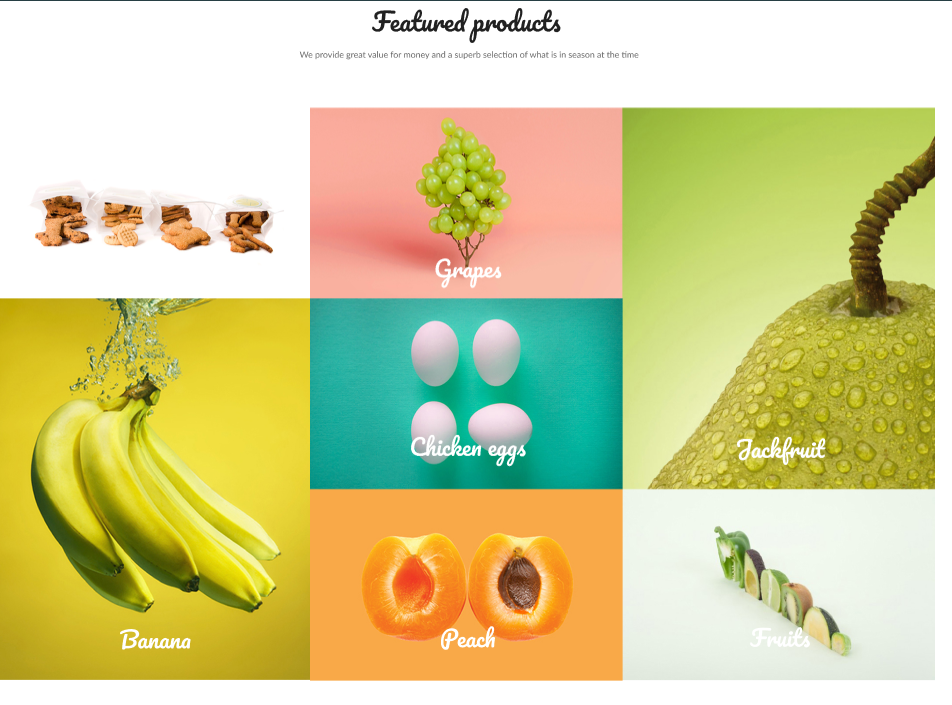 Featured products
We provide great value for money and a superb selection of what is in season at the time
Grapes
Chicken eggs
Jackfruit
Banana
Peach
Fruits